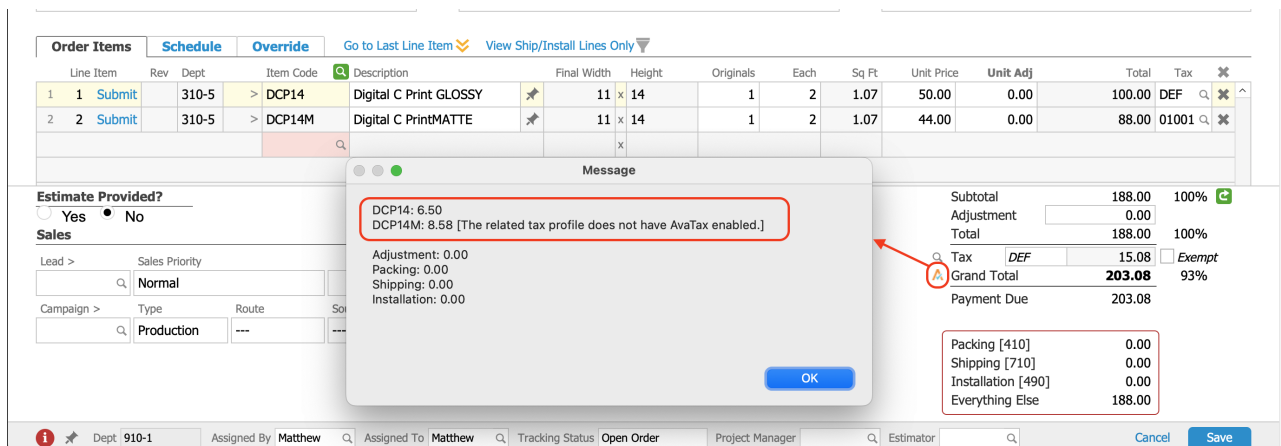 Order Items Schedule Override Go to Last Line Item View Ship/Install Lines Only
Line Item Rev Dept Item Code Description Final Width Height Originals Each Sq Ft Unit Price Unit Adj Total Tax
1 1 Submit 310-5 > DCP14 Digital C Print GLOSSY 11 x 14 1 2 1.07 50.00 0.00 100.00 DEF
2 2 Submit 310-5 > DCP14M Digital C PrintMATTE 11 x 14 1 2 1.07 44.00 0.00 88.00 01001
x
Message
DCP14: 6.50
DCP14M: 8.58 [The related tax profile does not have AvaTax enabled.]
Adjustment: 0.00
Packing: 0.00
Shipping: 0.00
Installation: 0.00
OK
Estimate Provided?
Yes No
Sales
Lead > Sales Priority
Normal
Campaign > Type Route Sou
Production --- ---
Subtotal 188.00 100%
Adjustment 0.00
Total 188.00 100%
Tax DEF 15.08 Exempt
Grand Total 203.08 93%
Payment Due 203.08
Packing [410] 0.00
Shipping [710] 0.00
Installation [490] 0.00
Everything Else 188.00
Dept 910-1 Assigned By Matthew Assigned To Matthew Tracking Status Open Order Project Manager Estimator Cancel Save